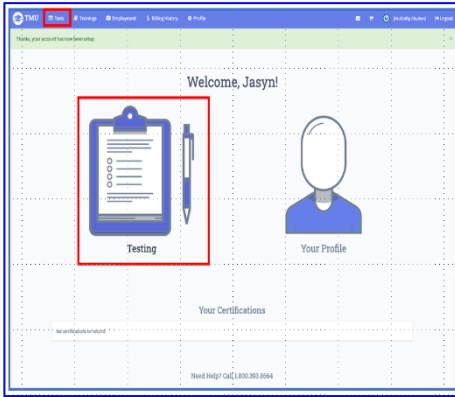 TMU Tests Trainings Employment $ Billing History Profile Logout
Thanks, your account has now been setup.
Welcome, Jasyn!
Testing Your Profile
Your Certifications
Need Help? Call 1.800.393.8664